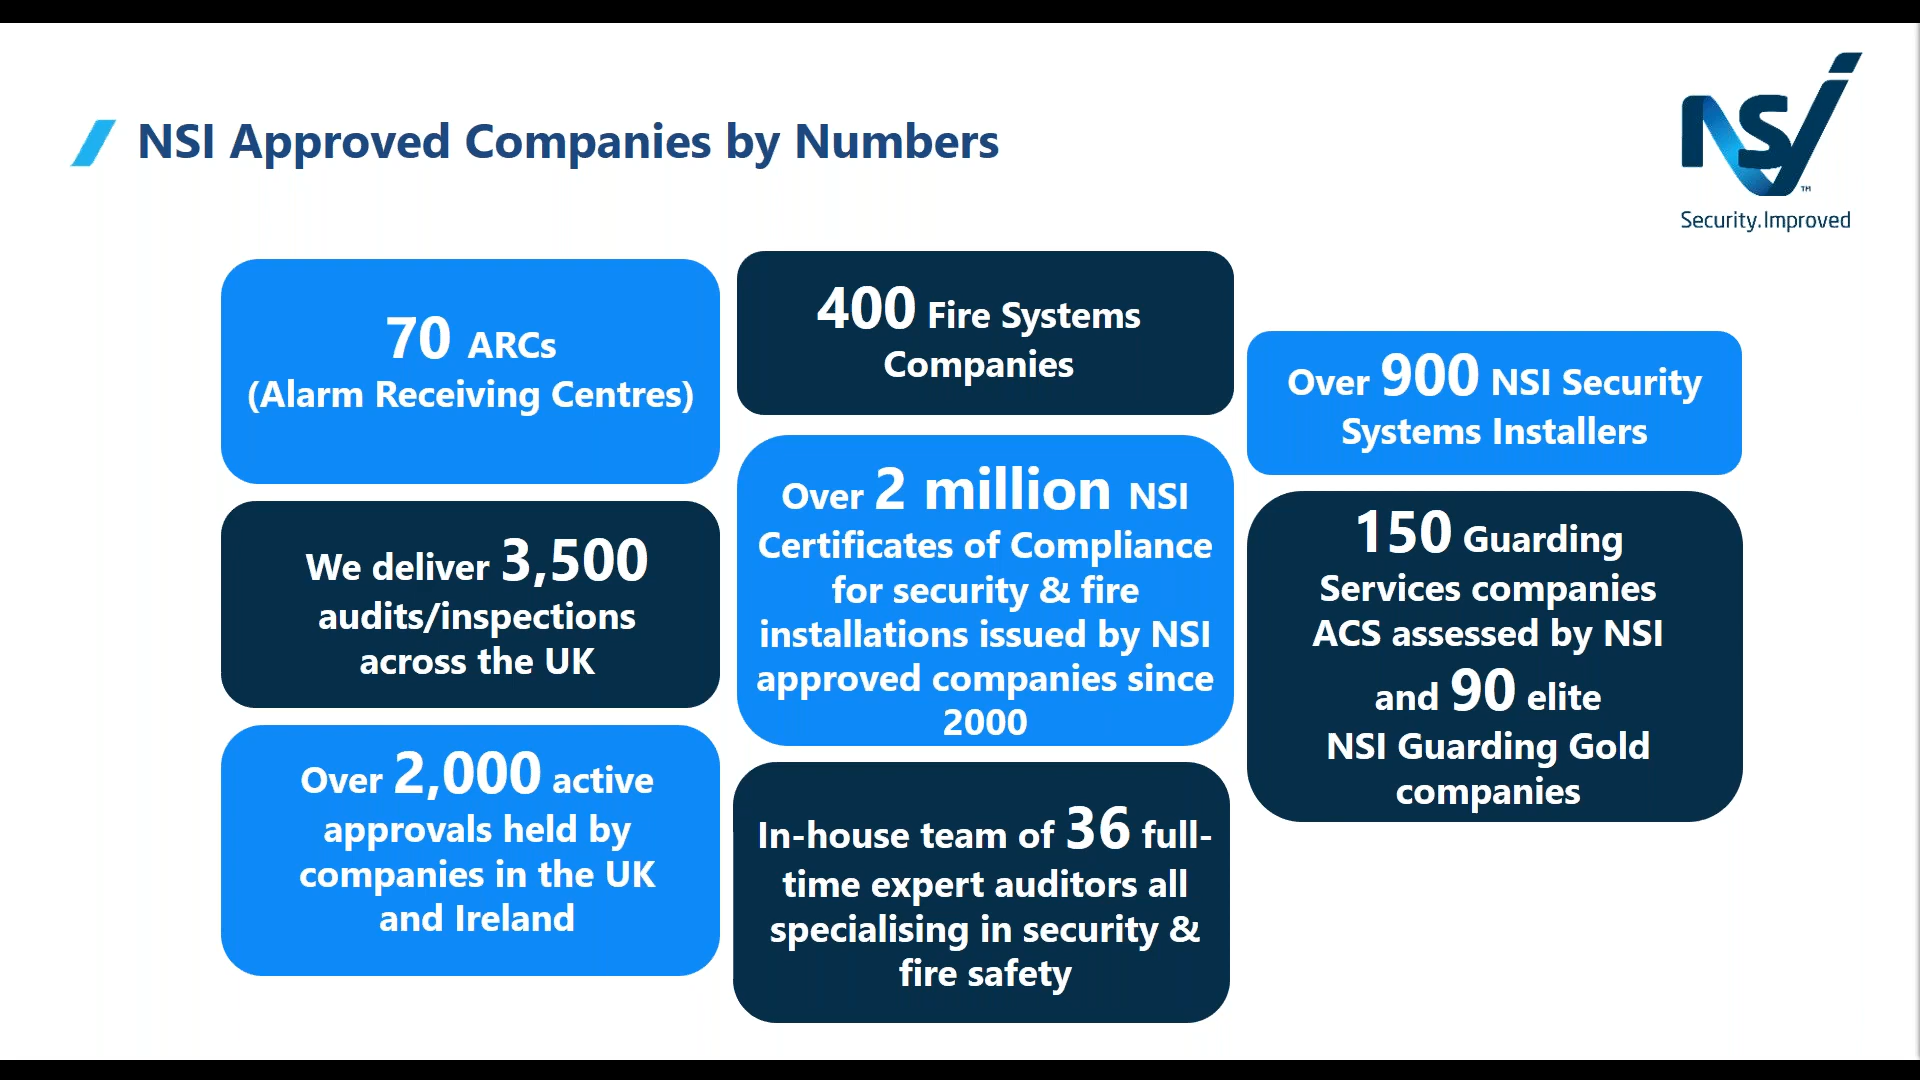 NSI Approved Companies by Numbers
NSI
™
Security.Improved
70 ARCs
(Alarm Receiving Centres)
We deliver 3,500
audits/inspections
across the UK
Over 2,000 active
approvals held by
companies in the UK
and Ireland
400 Fire Systems
Companies
Over 2 million NSI
Certificates of Compliance
for security & fire
installations issued by NSI
approved companies since
2000
In-house team of 36 full-
time expert auditors all
specialising in security &
fire safety
Over 900 NSI Security
Systems Installers
150 Guarding
Services companies
ACS assessed by NSI
and 90 elite
NSI Guarding Gold
companies